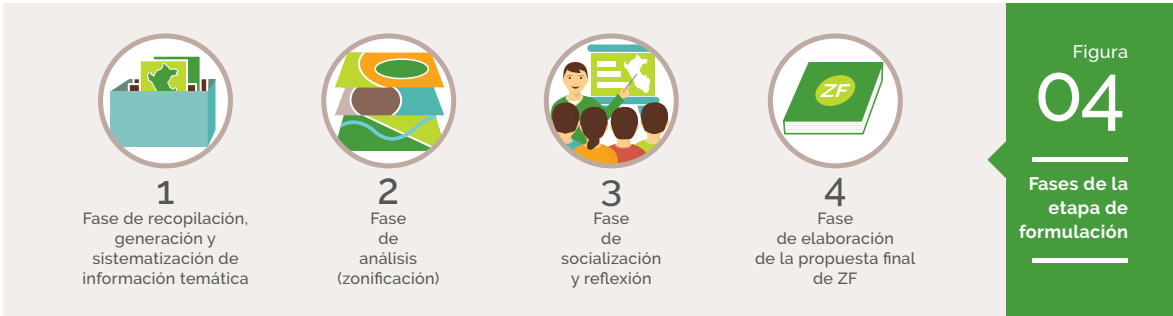 ZF
1
Fase de recopilación,
generación y
sistematización de
información temática
2
Fase
de
análisis
(zonificación)
3
Fase
de
socialización
y reflexión
4
Fase
de elaboración
de la propuesta final
de ZF
Figura
04
Fases de la
etapa de
formulación